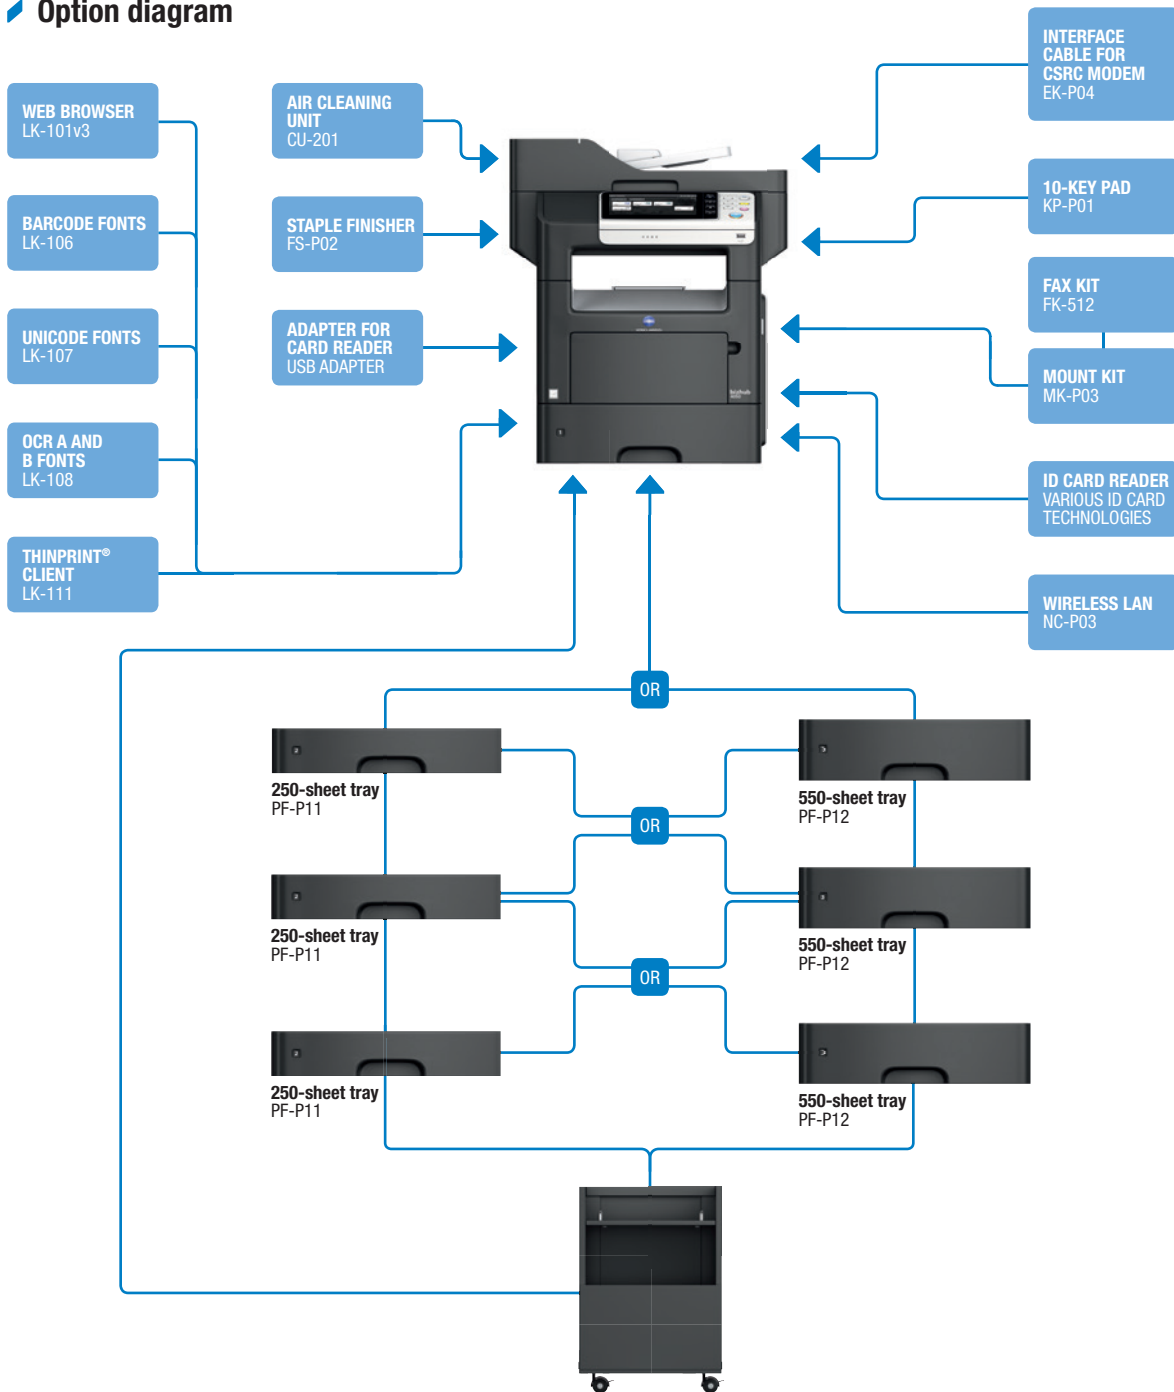 Option diagram
WEB BROWSER
LK-101v3
BARCODE FONTS
LK-106
UNICODE FONTS
LK-107
OCR A AND
B FONTS
LK-108
THINPRINT®
CLIENT
LK-111
AIR CLEANING
UNIT
CU-201
STAPLE FINISHER
FS-P02
ADAPTER FOR
CARD READER
USB ADAPTER
INTERFACE
CABLE FOR
CSRC MODEM
EK-P04
10-KEY PAD
KP-P01
FAX KIT
FK-512
MOUNT KIT
MK-P03
ID CARD READER
VARIOUS ID CARD
TECHNOLOGIES
WIRELESS LAN
NC-P03
bizhub
OR
250-sheet tray
PF-P11
550-sheet tray
PF-P12
OR
250-sheet tray
PF-P11
550-sheet tray
PF-P12
OR
250-sheet tray
PF-P11
550-sheet tray
PF-P12